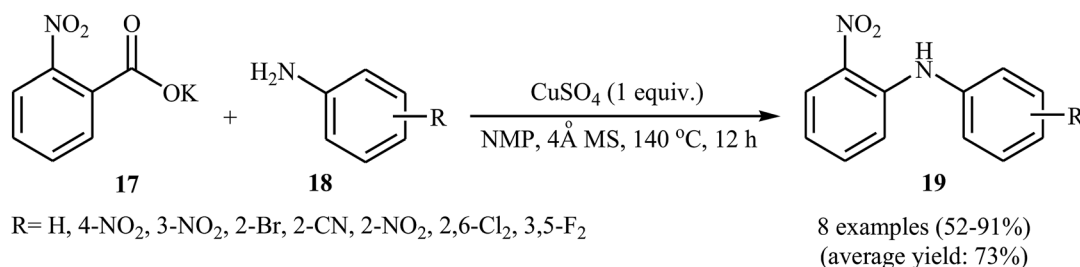 NO₂
O
OK
17
+
H₂N
R
18
CuSO₄ (1 equiv.)
NMP, 4Å MS, 140 °C, 12 h
NO₂
H
N
R
19
R= H, 4-NO₂, 3-NO₂, 2-Br, 2-CN, 2-NO₂, 2,6-Cl₂, 3,5-F₂
8 examples (52-91%)
(average yield: 73%)